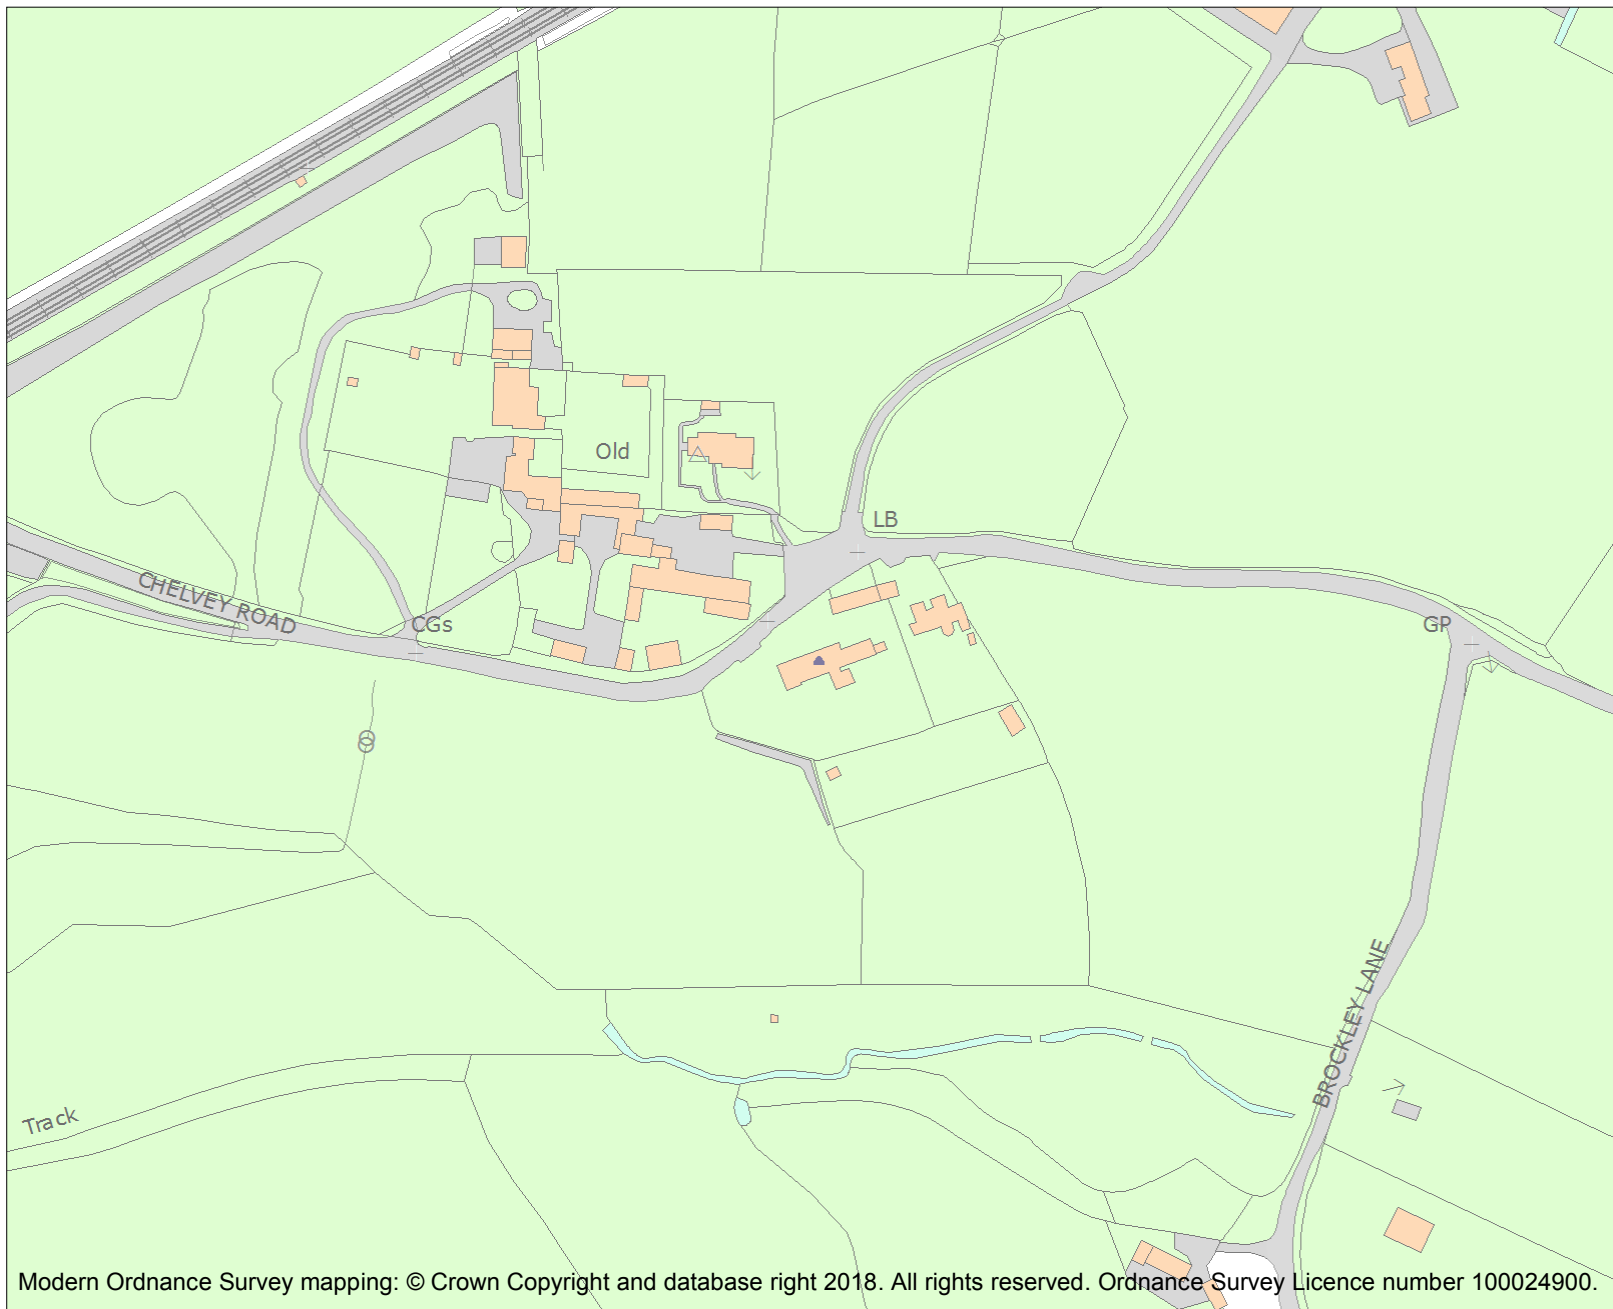 Old
LB
CHELVEY ROAD
CGs
GP
BROCKLEY LANE
Track
Modern Ordnance Survey mapping: © Crown Copyright and database right 2018. All rights reserved. Ordnance Survey Licence number 100024900.